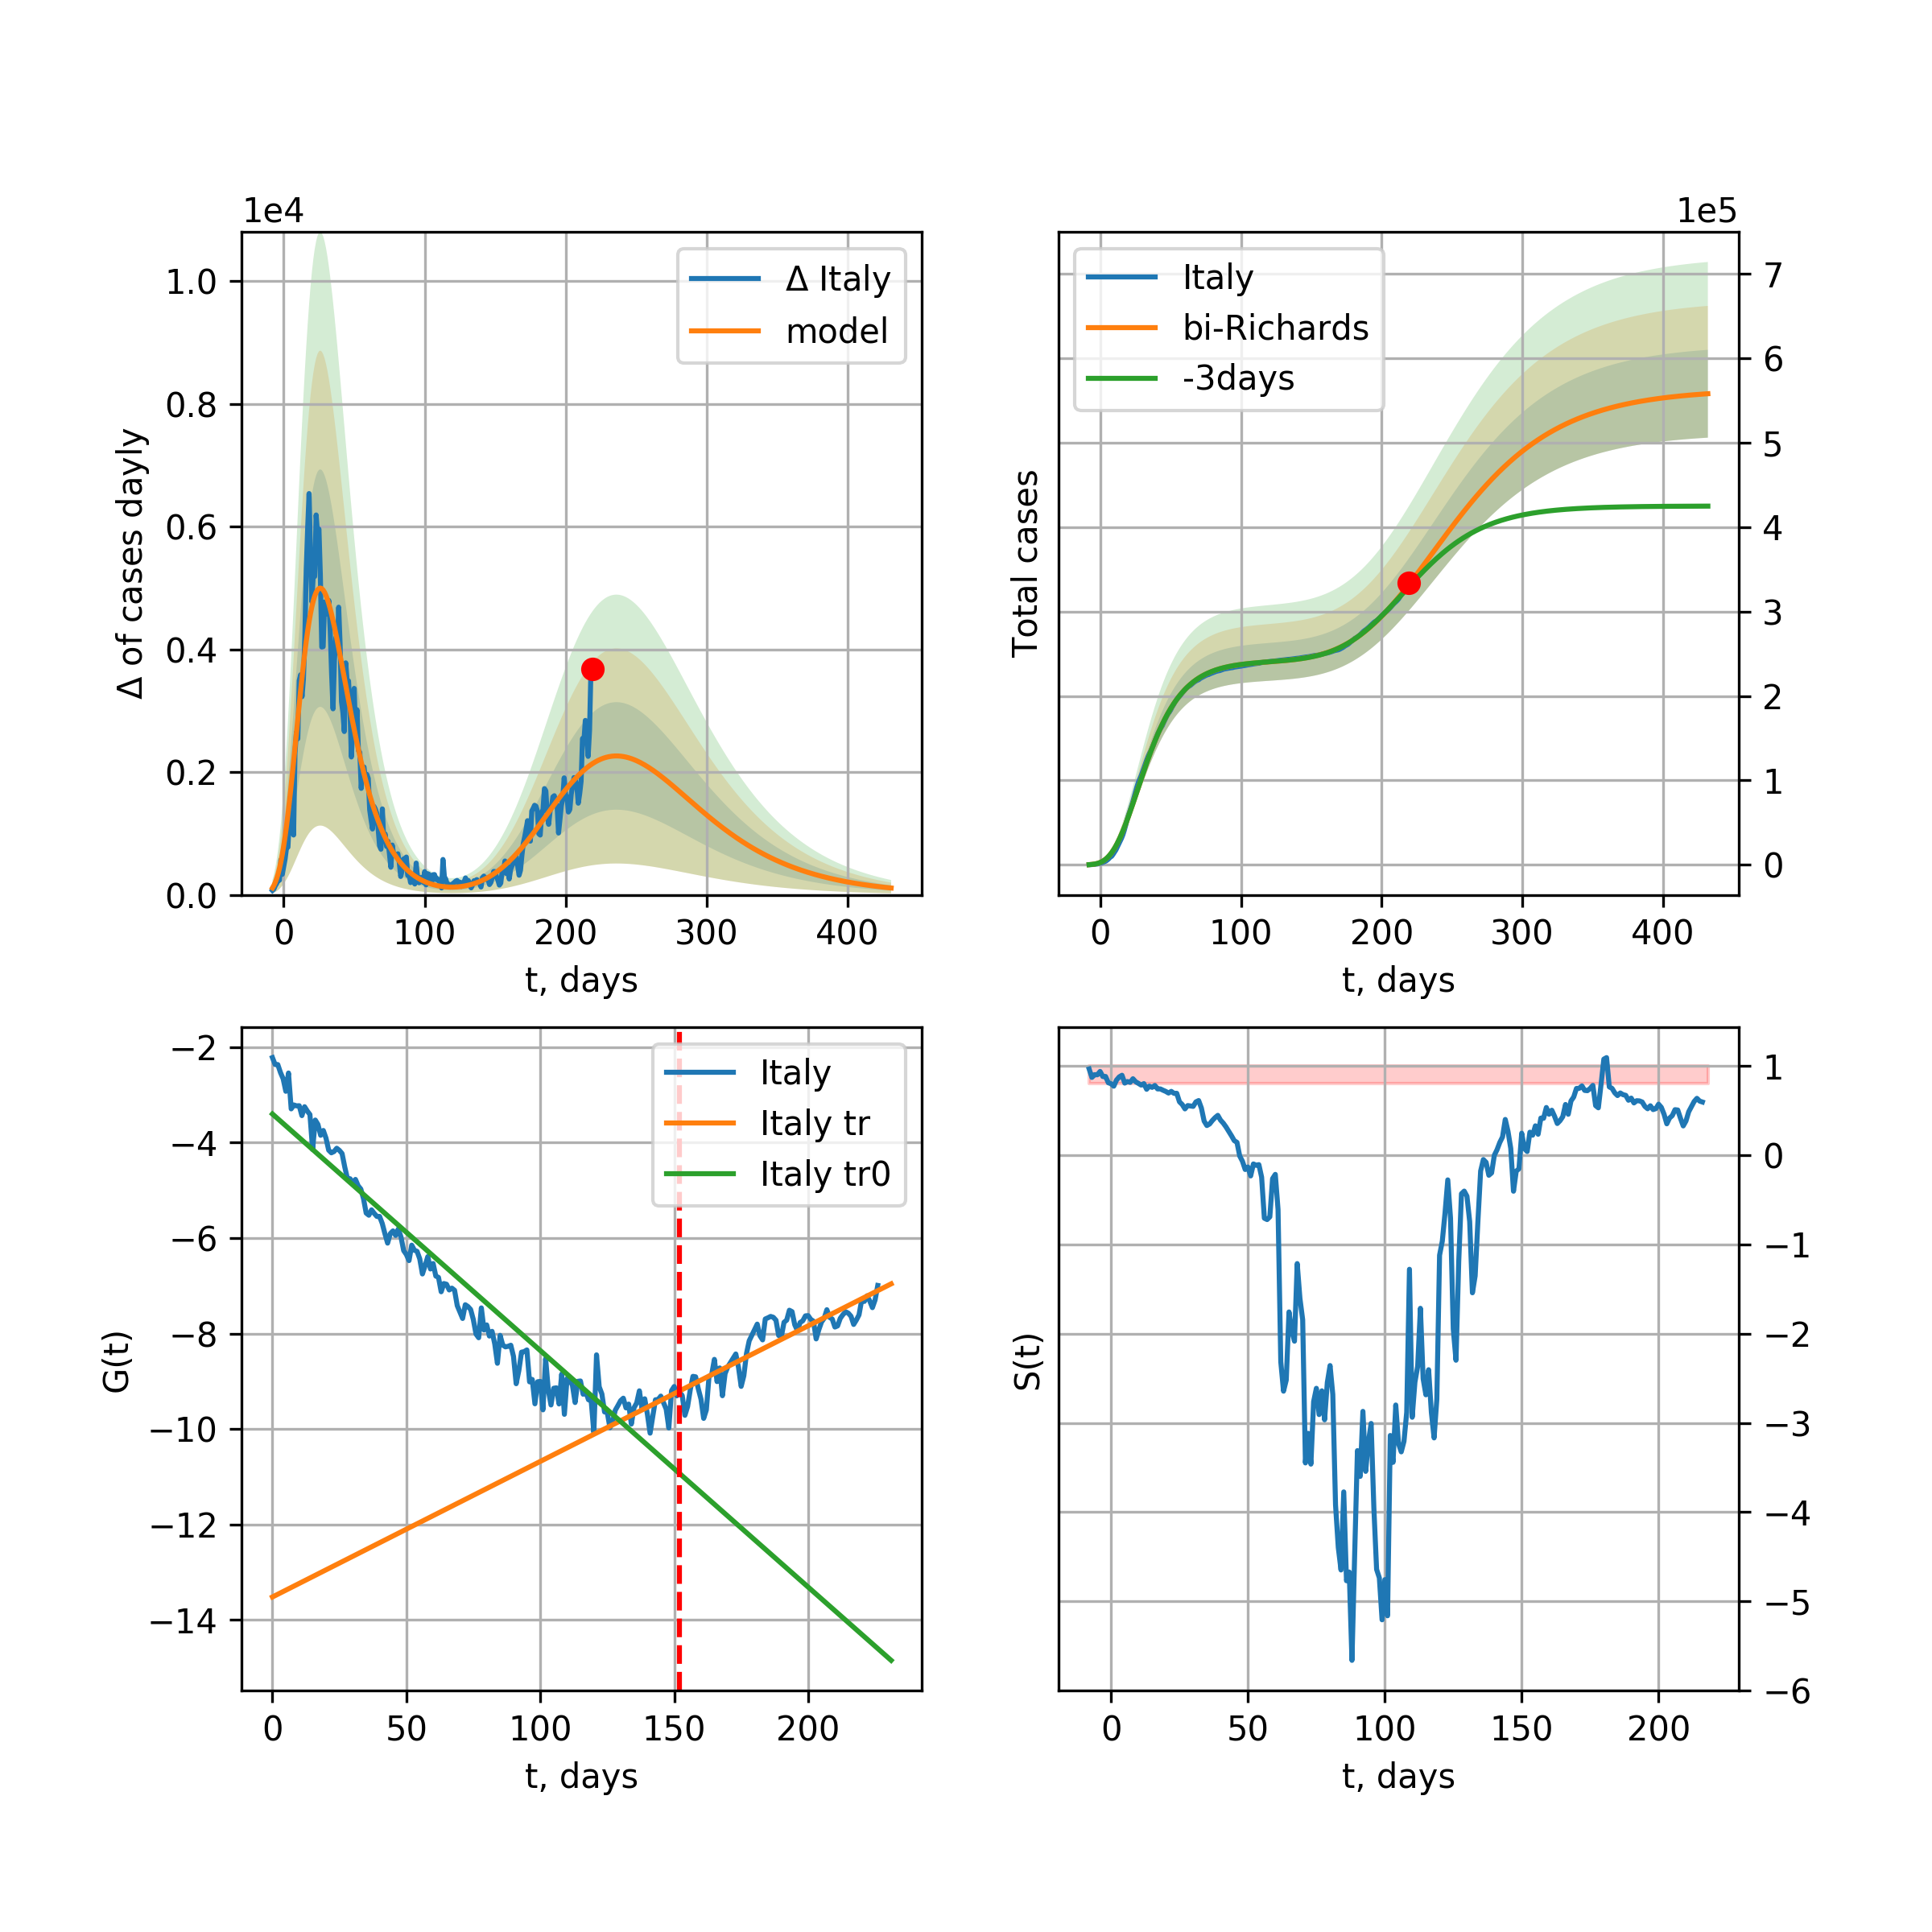 1e4
Δ of cases dayly
1.0
0.8
0.6
0.4
0.2
0.0
0 100 200 300 400
t, days
Δ Italy
model
1e5
Total cases
7
6
5
4
3
2
1
0
0 100 200 300 400
t, days
Italy
bi-Richards
-3days
G(t)
−2
−4
−6
−8
−10
−12
−14
0 50 100 150 200
t, days
Italy
Italy tr
Italy tr0
S(t)
1
0
−1
−2
−3
−4
−5
−6
0 50 100 150 200
t, days